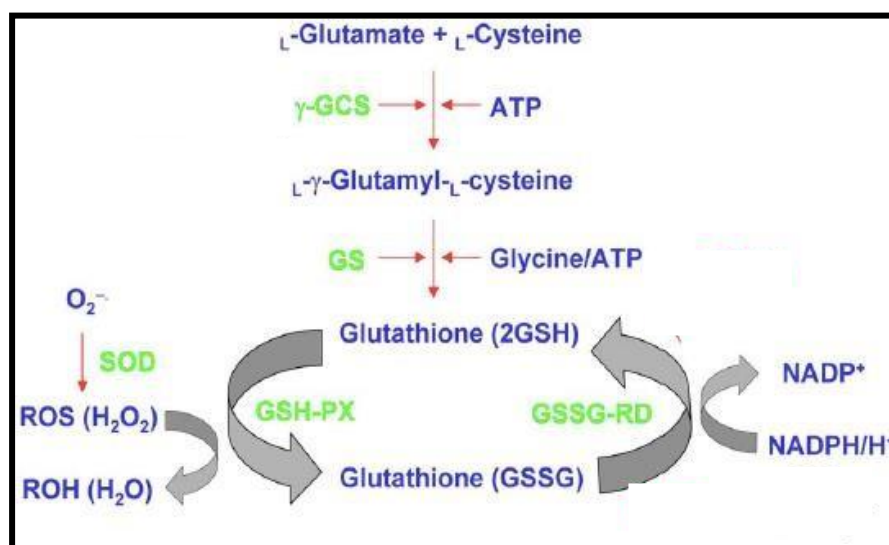 L-Glutamate + L-Cysteine
γ-GCS
ATP
L-γ-Glutamyl-L-cysteine
GS
Glycine/ATP
O₂⁻·
Glutathione (2GSH)
SOD
NADP⁺
ROS (H₂O₂)
GSH-PX
GSSG-RD
NADPH/H⁺
ROH (H₂O)
Glutathione (GSSG)